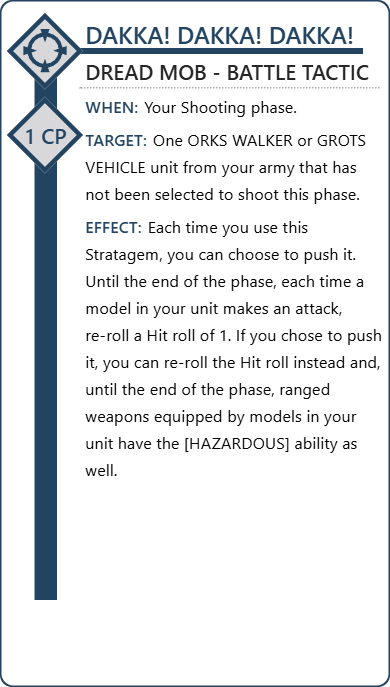 DAKKA! DAKKA! DAKKA!
DREAD MOB - BATTLE TACTIC
WHEN: Your Shooting phase.
1 CP
TARGET: One ORKS WALKER or GROTS
VEHICLE unit from your army that has
not been selected to shoot this phase.
EFFECT: Each time you use this
Stratagem, you can choose to push it.
Until the end of the phase, each time a
model in your unit makes an attack,
re-roll a Hit roll of 1. If you chose to push
it, you can re-roll the Hit roll instead and,
until the end of the phase, ranged
weapons equipped by models in your
unit have the [HAZARDOUS] ability as
well.